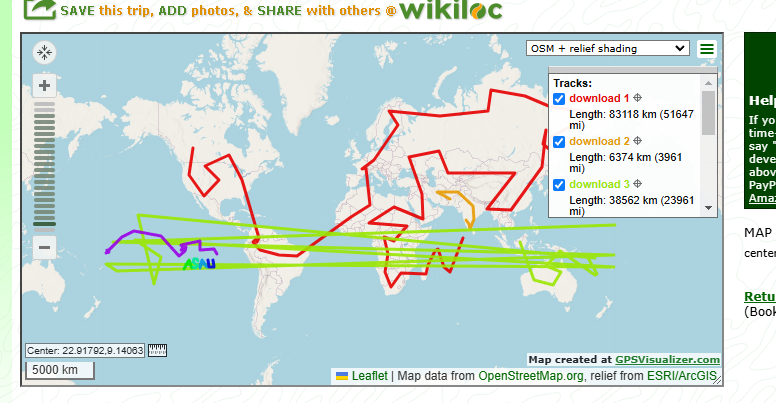 SAVE this trip, ADD photos, & SHARE with others @ wikiloc
OSM + relief shading
Tracks:
download 1
Length: 83118 km (51647
mi)
download 2
Length: 6374 km (3961
mi)
download 3
Length: 38562 km (23961
mi)
Center: 22.91792,9.14063
5000 km
Map created at GPSVisualizer.com
Leaflet | Map data from OpenStreetMap.org, relief from ESRI/ArcGIS
Help
If yo
time-
say "
deve
abov
PayP
Amaz
MAP
center
Retu
(Book